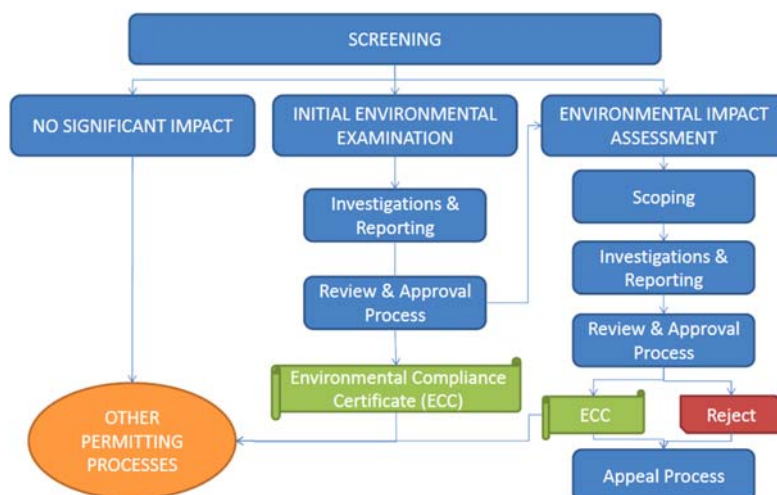 SCREENING
NO SIGNIFICANT IMPACT
INITIAL ENVIRONMENTAL
EXAMINATION
ENVIRONMENTAL IMPACT
ASSESSMENT
Investigations &
Reporting
Scoping
Investigations &
Reporting
Review & Approval
Process
Review & Approval
Process
Environmental Compliance
Certificate (ECC)
ECC
Reject
OTHER
PERMITTING
PROCESSES
Appeal Process